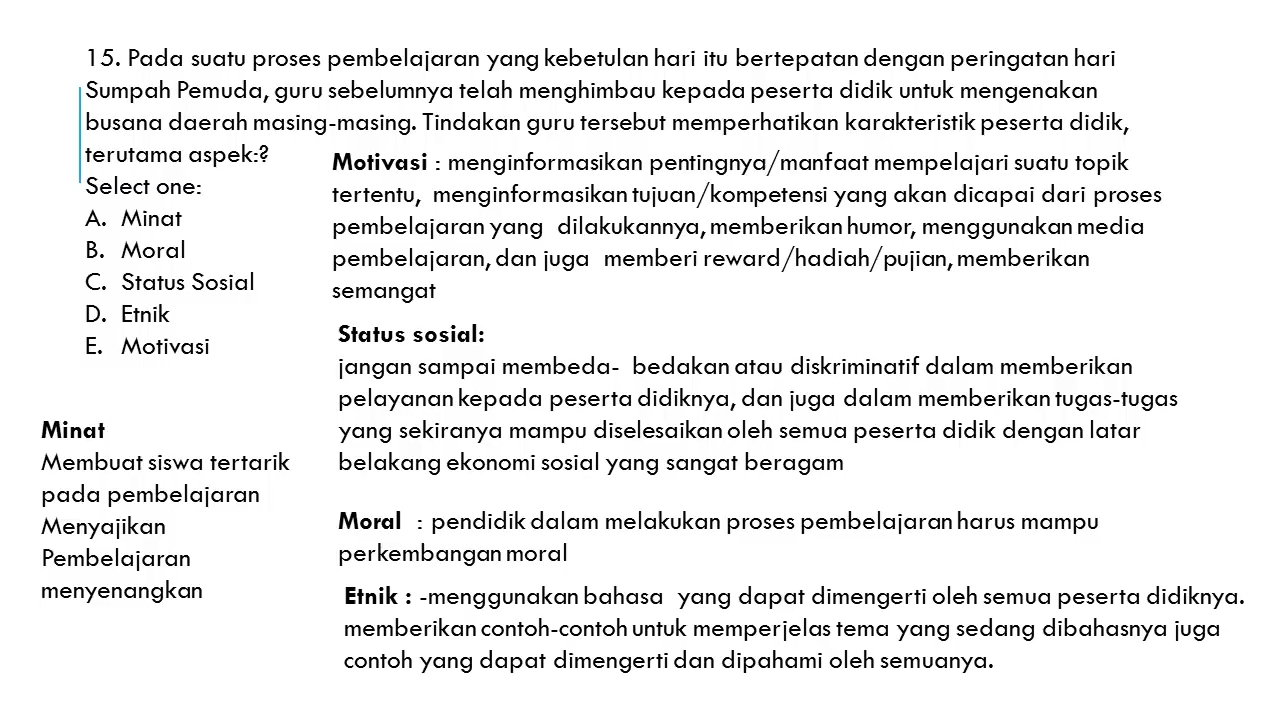 15. Pada suatu proses pembelajaran yang kebetulan hari itu bertepatan dengan peringatan hari
Sumpah Pemuda, guru sebelumnya telah menghimbau kepada peserta didik untuk mengenakan
busana daerah masing-masing. Tindakan guru tersebut memperhatikan karakteristik peserta didik,
terutama aspek:?
Select one:
A. Minat
B. Moral
C. Status Sosial
D. Etnik
E. Motivasi
Motivasi : menginformasikan pentingnya/manfaat mempelajari suatu topik
tertentu, menginformasikan tujuan/kompetensi yang akan dicapai dari proses
pembelajaran yang dilakukannya, memberikan humor, menggunakan media
pembelajaran, dan juga memberi reward/hadiah/pujian, memberikan
semangat
Status sosial:
jangan sampai membeda- bedakan atau diskriminatif dalam memberikan
pelayanan kepada peserta didiknya, dan juga dalam memberikan tugas-tugas
yang sekiranya mampu diselesaikan oleh semua peserta didik dengan latar
belakang ekonomi sosial yang sangat beragam
Minat
Membuat siswa tertarik
pada pembelajaran
Menyajikan
Pembelajaran
menyenangkan
Moral : pendidik dalam melakukan proses pembelajaran harus mampu
perkembangan moral
Etnik : -menggunakan bahasa yang dapat dimengerti oleh semua peserta didiknya.
memberikan contoh-contoh untuk memperjelas tema yang sedang dibahasnya juga
contoh yang dapat dimengerti dan dipahami oleh semuanya.